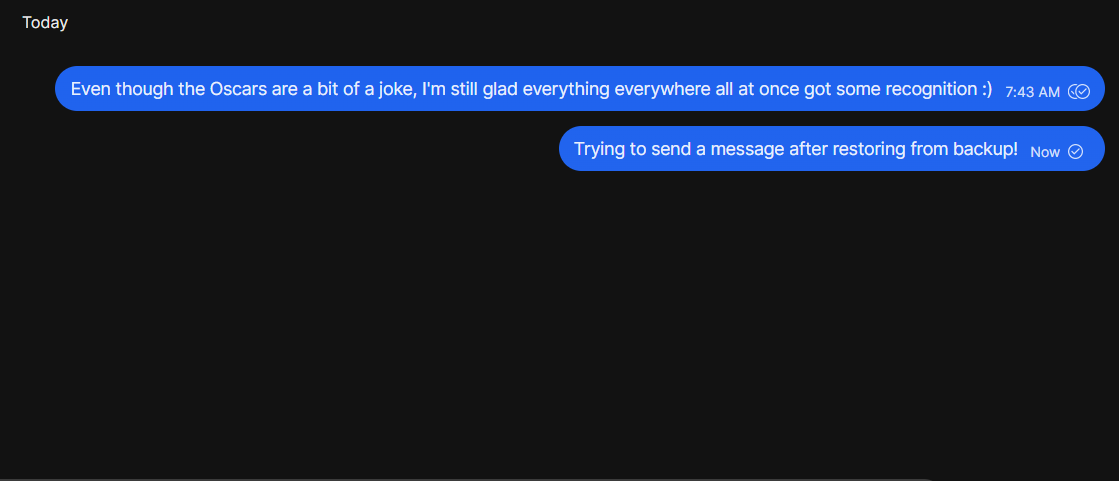 Today
Even though the Oscars are a bit of a joke, I'm still glad everything everywhere all at once got some recognition :) 7:43 AM
Trying to send a message after restoring from backup! Now